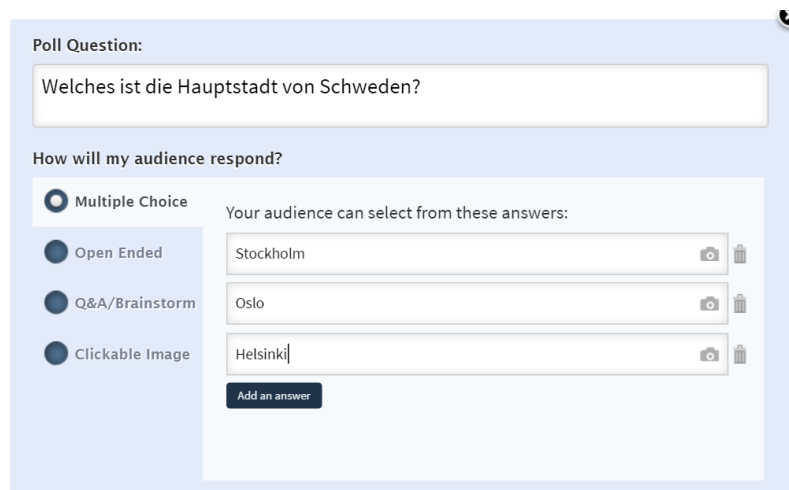 Poll Question:
Welches ist die Hauptstadt von Schweden?
How will my audience respond?
Multiple Choice
Open Ended
Q&A/Brainstorm
Clickable Image
Your audience can select from these answers:
Stockholm
Oslo
Helsinki
Add an answer